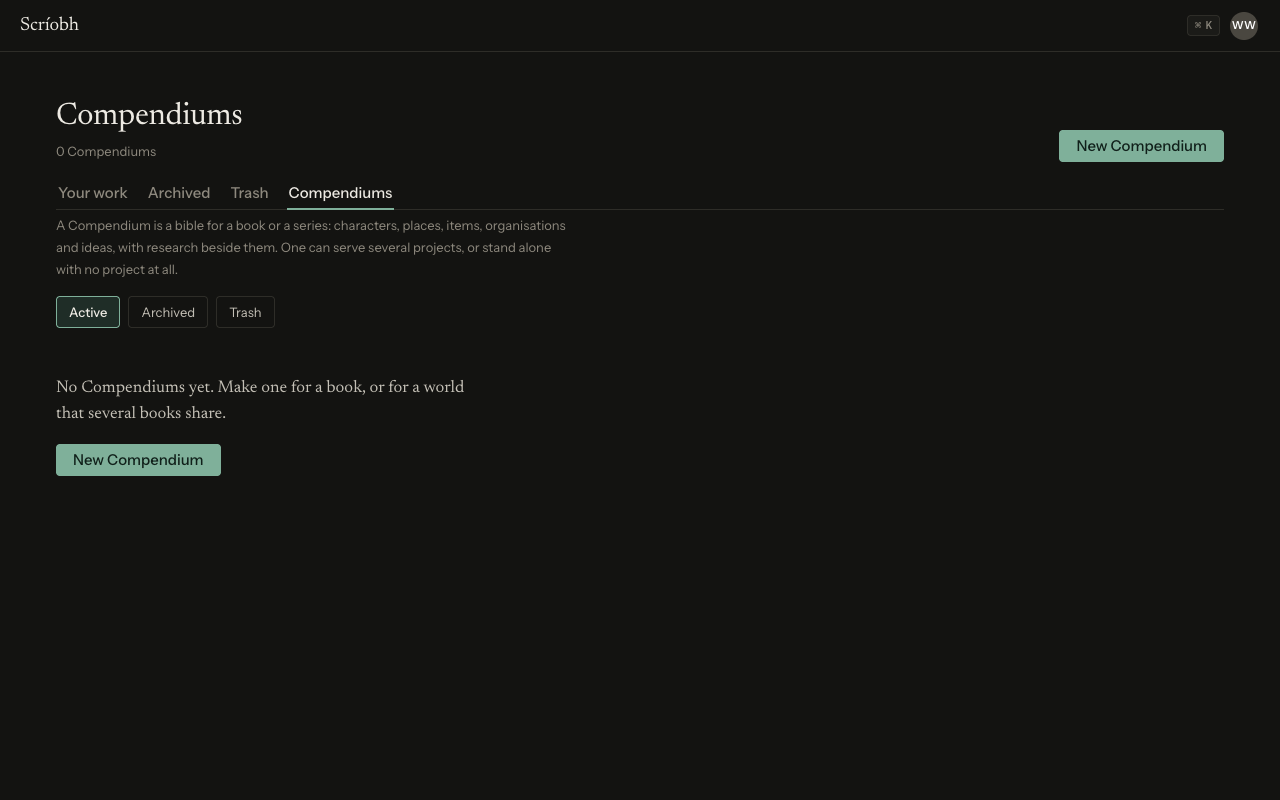 Scríobh
⌘ K
WW
Compendiums
0 Compendiums
New Compendium
Your work
Archived
Trash
Compendiums
A Compendium is a bible for a book or a series: characters, places, items, organisations
and ideas, with research beside them. One can serve several projects, or stand alone
with no project at all.
Active
Archived
Trash
No Compendiums yet. Make one for a book, or for a world
that several books share.
New Compendium